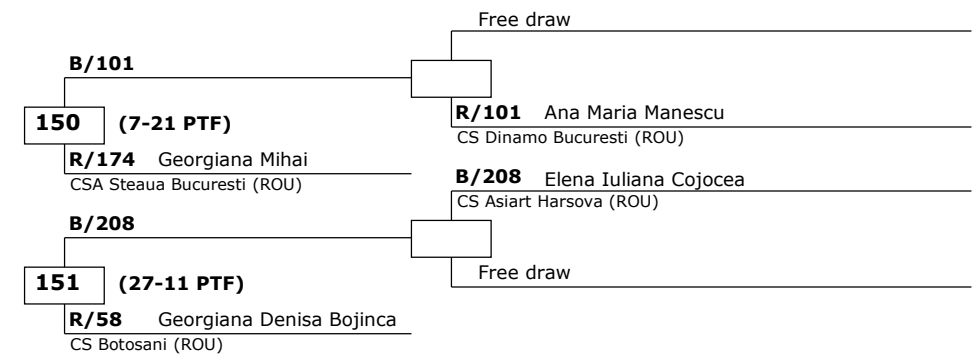 Free draw
B/101
150 (7-21 PTF)
R/101 Ana Maria Manescu
CS Dinamo Bucuresti (ROU)
R/174 Georgiana Mihai
CSA Steaua Bucuresti (ROU)
B/208 Elena Iuliana Cojocea
CS Asiart Harsova (ROU)
B/208
151 (27-11 PTF)
Free draw
R/58 Georgiana Denisa Bojinca
CS Botosani (ROU)